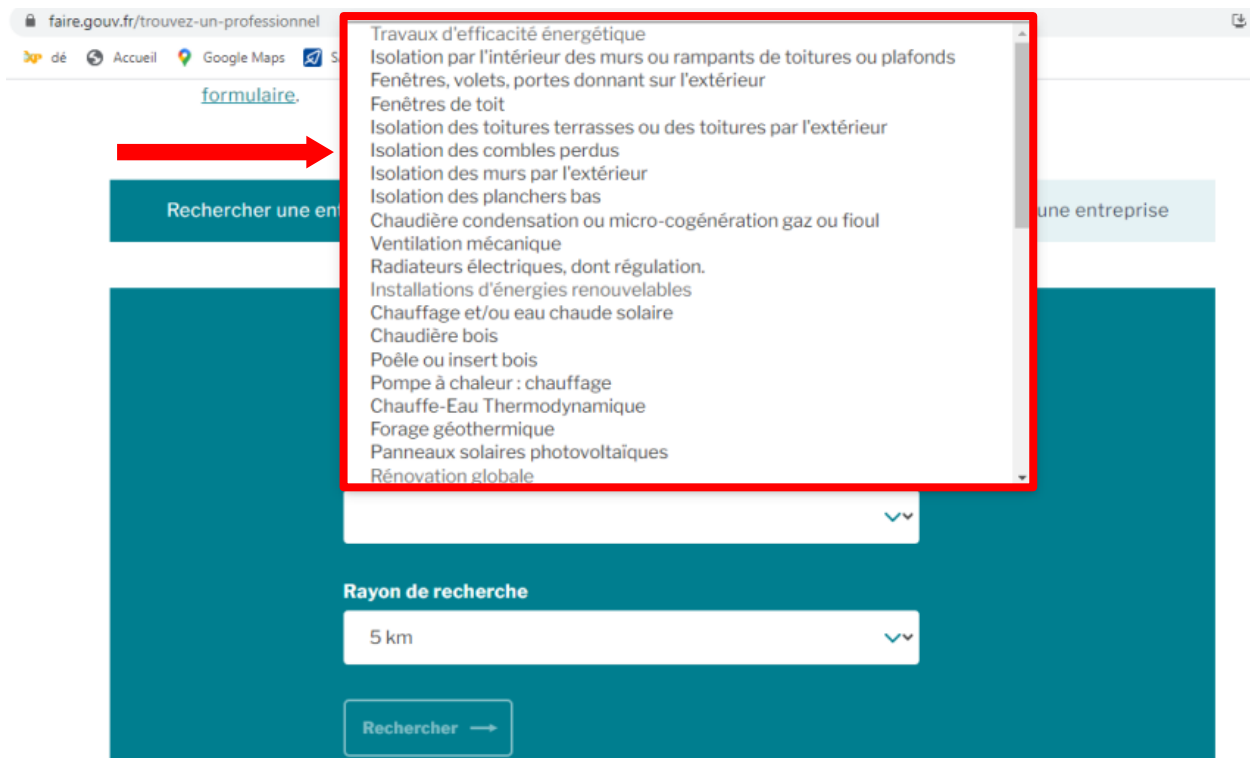 faire.gouv.fr/trouvez-un-professionnel
dé Accueil Google Maps
formulaire.
Travaux d'efficacité énergétique
Isolation par l'intérieur des murs ou rampants de toitures ou plafonds
Fenêtres, volets, portes donnant sur l'extérieur
Fenêtres de toit
Isolation des toitures terrasses ou des toitures par l'extérieur
Isolation des combles perdus
Isolation des murs par l'extérieur
Isolation des planchers bas
Chaudière condensation ou micro-cogénération gaz ou fioul
Ventilation mécanique
Radiateurs électriques, dont régulation.
Installations d'énergies renouvelables
Chauffage et/ou eau chaude solaire
Chaudière bois
Poêle ou insert bois
Pompe à chaleur : chauffage
Chauffe-Eau Thermodynamique
Forage géothermique
Panneaux solaires photovoltaïques
Rénovation globale
Rechercher une
une entreprise
Rayon de recherche
5 km
Rechercher →